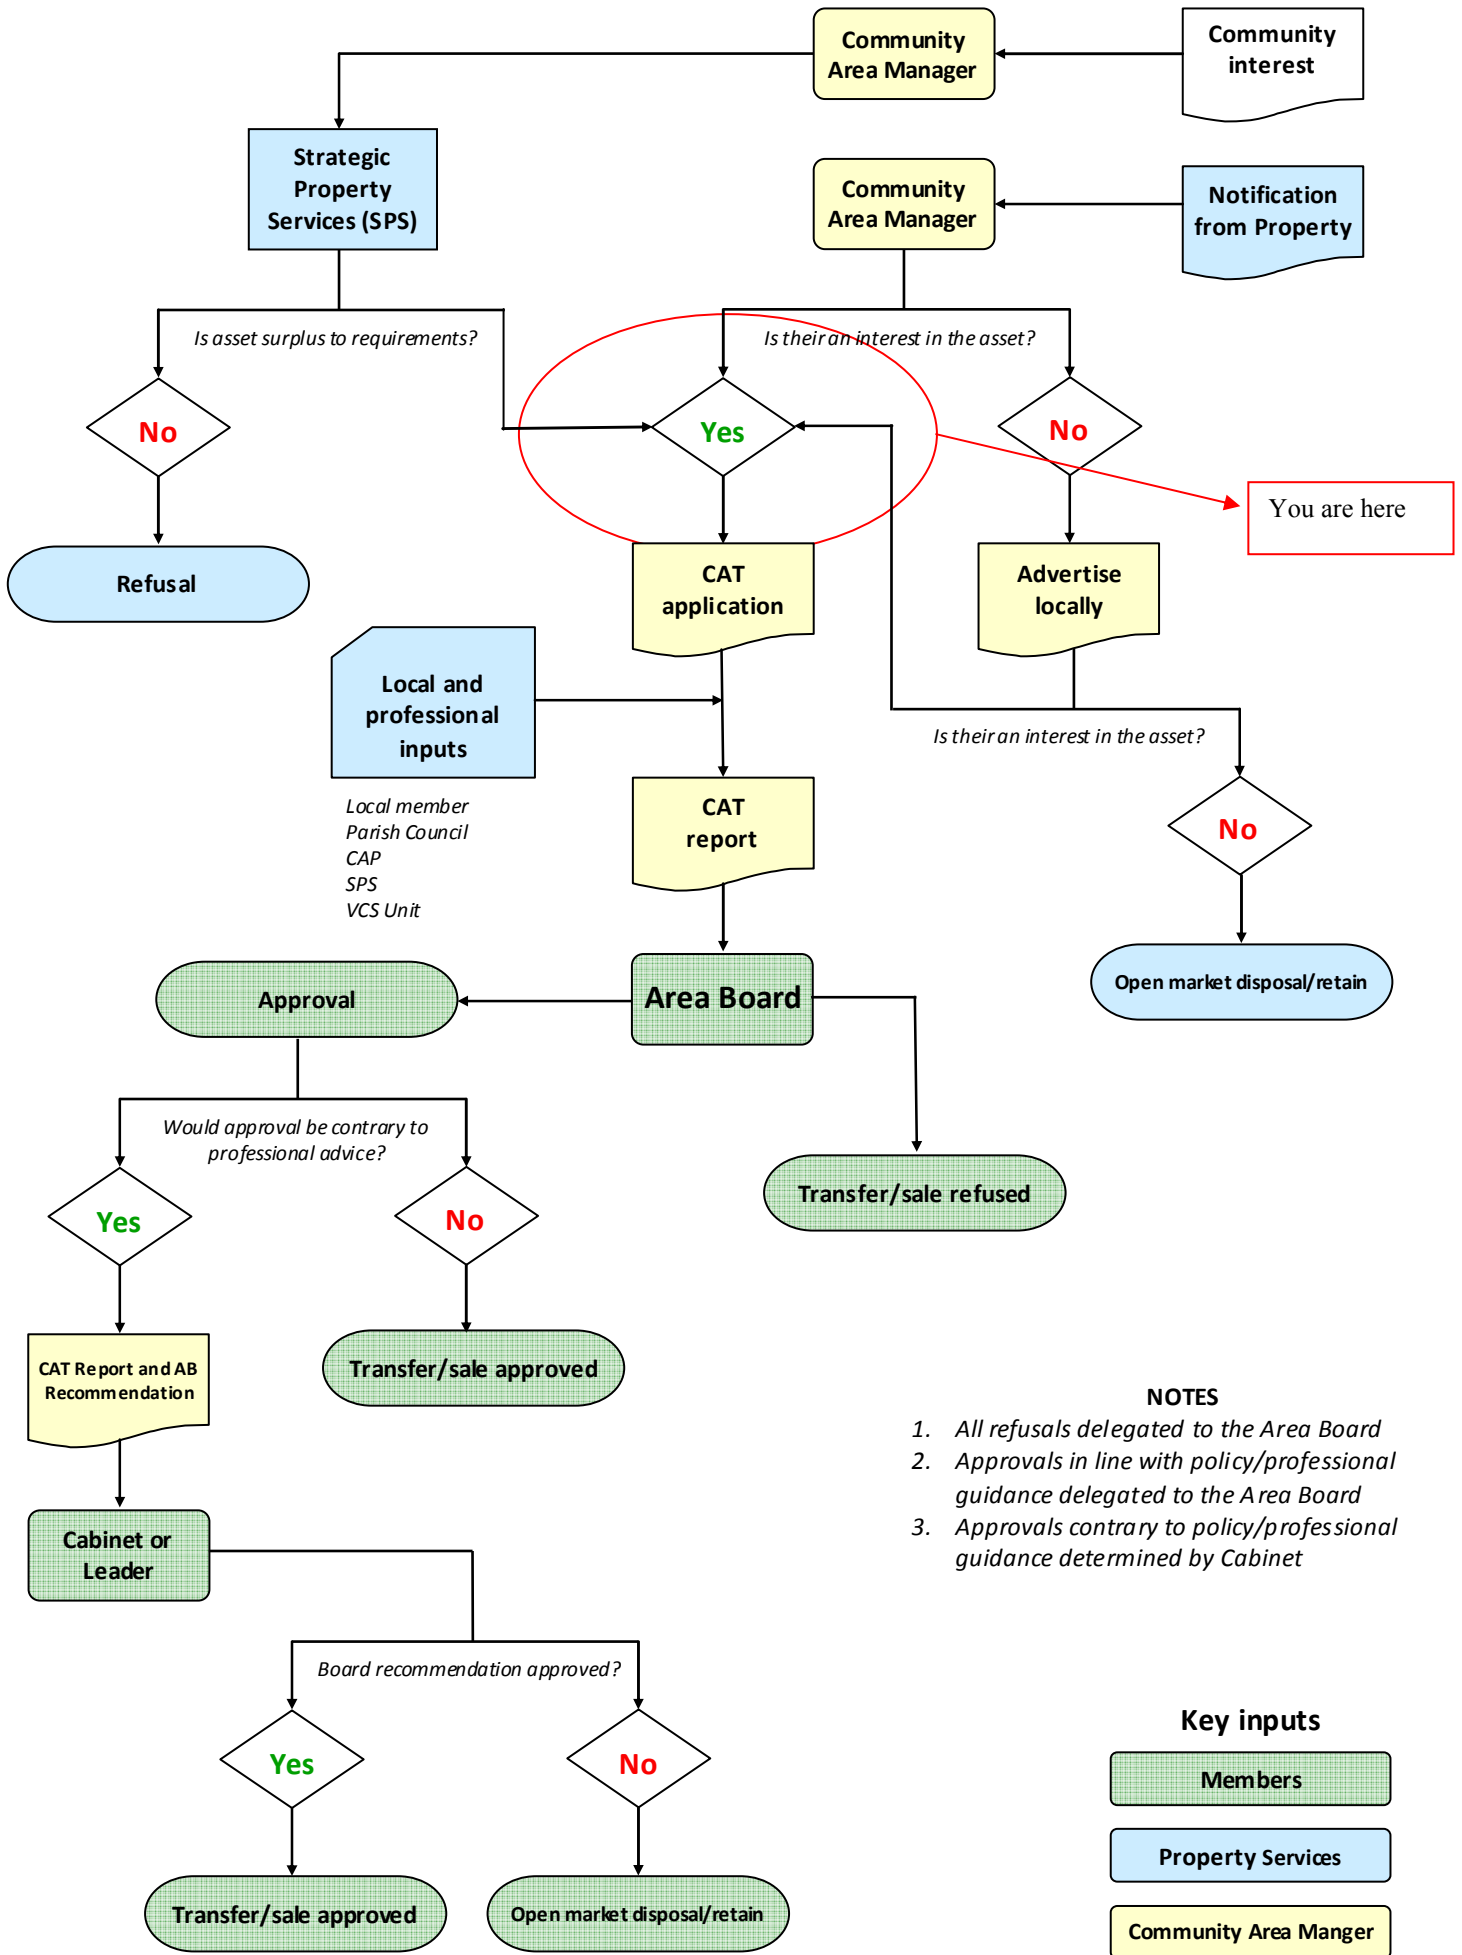 Community
Area Manager
Community
interest
Strategic
Property
Services (SPS)
Community
Area Manager
Notification
from Property
Is asset surplus to requirements?
Is their an interest in the asset?
No
Yes
No
You are here
Refusal
CAT
application
Advertise
locally
Local and
professional
inputs
Is their an interest in the asset?
Local member
Parish Council
CAP
SPS
VCS Unit
CAT
report
No
Approval
Area Board
Open market disposal/retain
Would approval be contrary to
professional advice?
Yes
No
Transfer/sale refused
CAT Report and AB
Recommendation
Transfer/sale approved
NOTES
1. All refusals delegated to the Area Board
2. Approvals in line with policy/professional
guidance delegated to the Area Board
3. Approvals contrary to policy/professional
guidance determined by Cabinet
Cabinet or
Leader
Board recommendation approved?
Yes
No
Transfer/sale approved
Open market disposal/retain
Key inputs
Members
Property Services
Community Area Manger